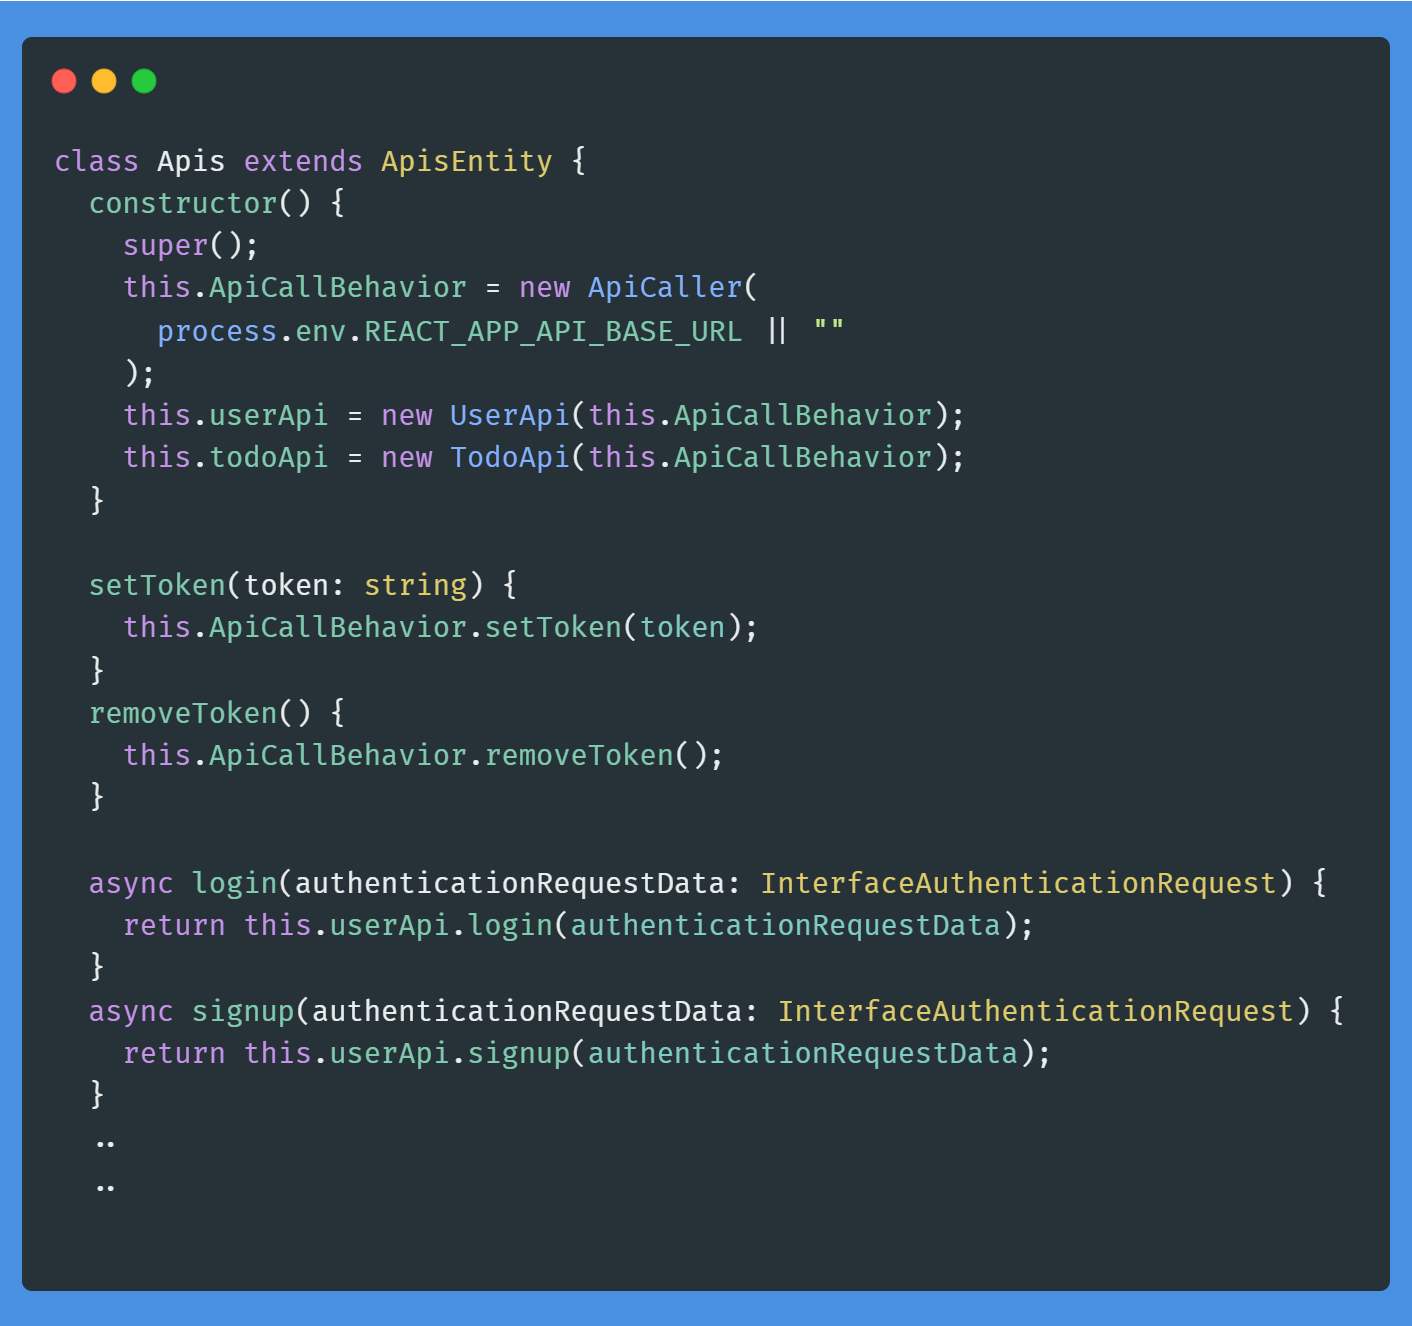 class Apis extends ApisEntity {
  constructor() {
    super();
    this.ApiCallBehavior = new ApiCaller(
      process.env.REACT_APP_API_BASE_URL || ""
    );
    this.userApi = new UserApi(this.ApiCallBehavior);
    this.todoApi = new TodoApi(this.ApiCallBehavior);
  }

  setToken(token: string) {
    this.ApiCallBehavior.setToken(token);
  }
  removeToken() {
    this.ApiCallBehavior.removeToken();
  }

  async login(authenticationRequestData: InterfaceAuthenticationRequest) {
    return this.userApi.login(authenticationRequestData);
  }
  async signup(authenticationRequestData: InterfaceAuthenticationRequest) {
    return this.userApi.signup(authenticationRequestData);
  }
  ..
  ..